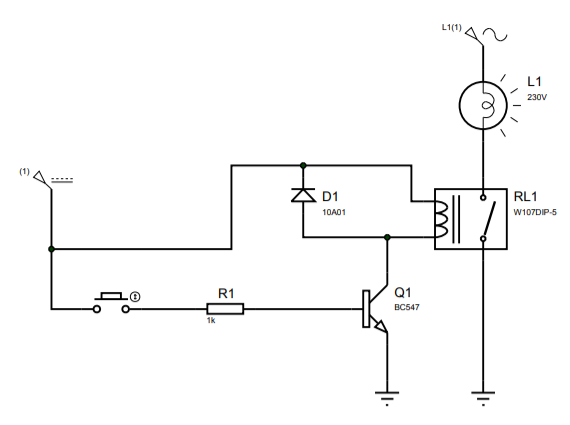 L1(1)
L1
230V
(1)
D1
10A01
RL1
W107DIP-5
R1
1k
Q1
BC547